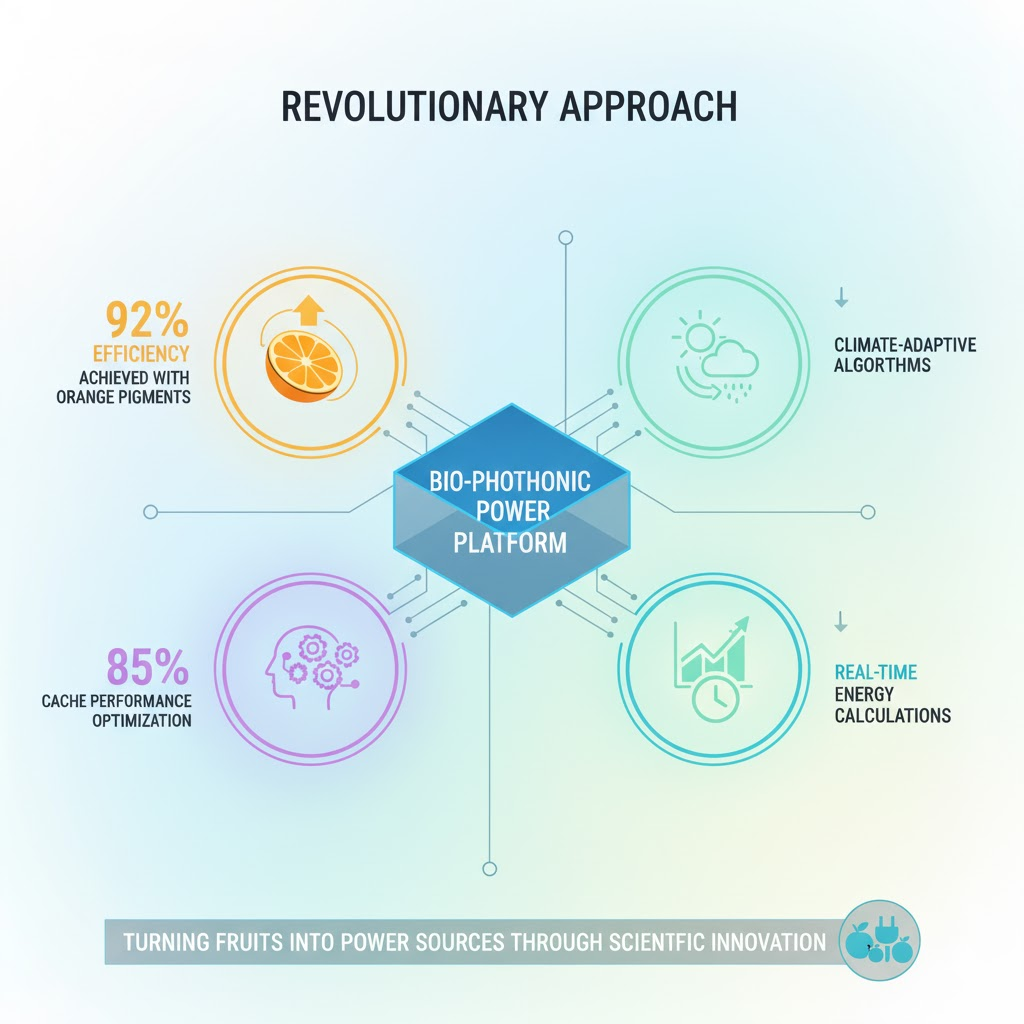 REVOLUTIONARY APPROACH
92%
EFFICIENCY
ACHIEVED WITH
ORANGE PIGMENTS
CLIMATE-ADAPTIVE
ALGORTHMS
BIO-PHOTHONIC
POWER
PLATFORM
85%
CACHE PERFORMANCE
OPTIMIZATION
REAL-TIME
ENERGY
CALCULATIONS
TURNING FRUITS INTO POWER SOURCES THROUGH SCIENTFIC INNOVATION